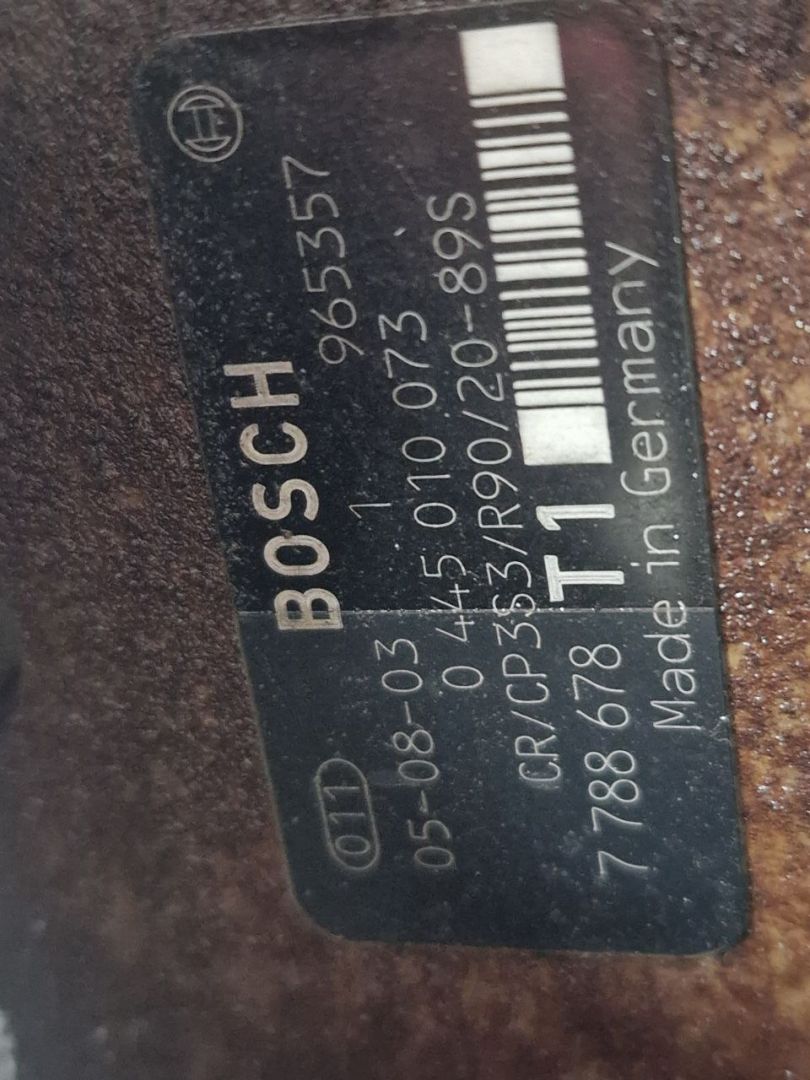 BOSCH
965357
011
05-08-03 1
0 445 010 073
CR/CP3S3/R90/20-89S
7 788 678
T1
Made in Germany